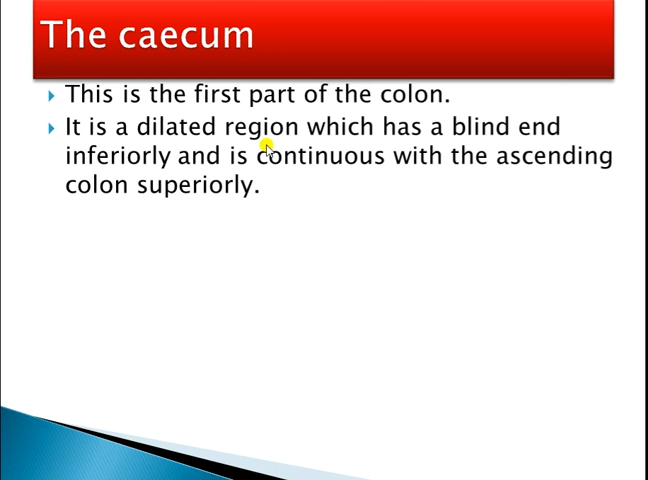 The caecum
This is the first part of the colon.
It is a dilated region which has a blind end
inferiorly and is continuous with the ascending
colon superiorly.